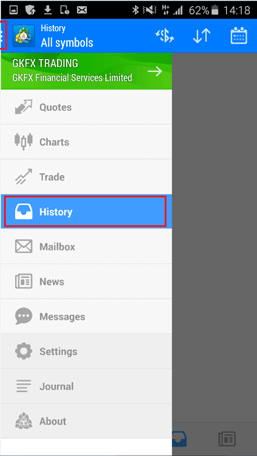 62% 14:18
History
All symbols
GKFX TRADING
GKFX Financial Services Limited
Quotes
Charts
Trade
History
Mailbox
News
Messages
Settings
Journal
About